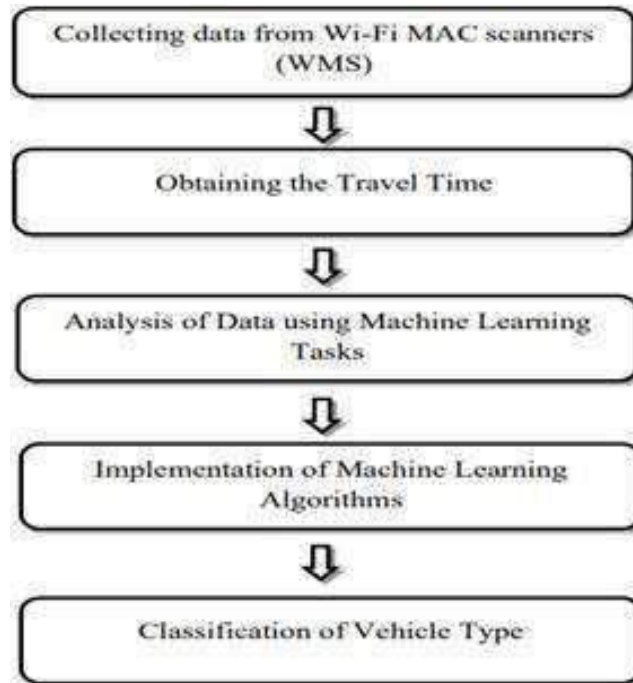 Collecting data from Wi-Fi MAC scanners
(WMS)
Obtaining the Travel Time
Analysis of Data using Machine Learning
Tasks
Implementation of Machine Learning
Algorithms
Classification of Vehicle Type